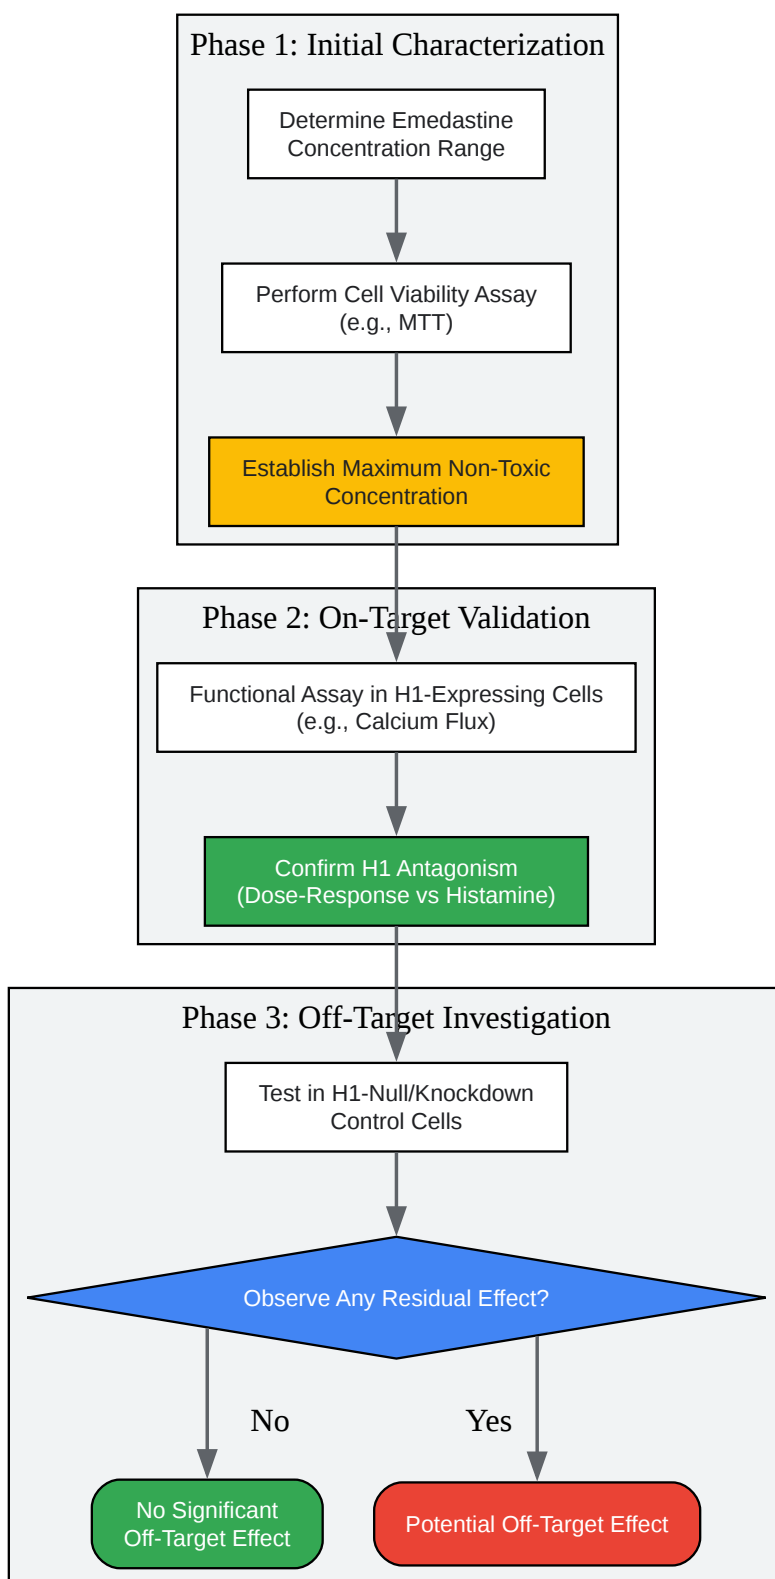 Phase 1: Initial Characterization
Determine Emedastine
Concentration Range
Perform Cell Viability Assay
(e.g., MTT)
Establish Maximum Non-Toxic
Concentration
Phase 2: On-Target Validation
Functional Assay in H1-Expressing Cells
(e.g., Calcium Flux)
Confirm H1 Antagonism
(Dose-Response vs Histamine)
Phase 3: Off-Target Investigation
Test in H1-Null/Knockdown
Control Cells
Observe Any Residual Effect?
No
Yes
No Significant
Off-Target Effect
Potential Off-Target Effect